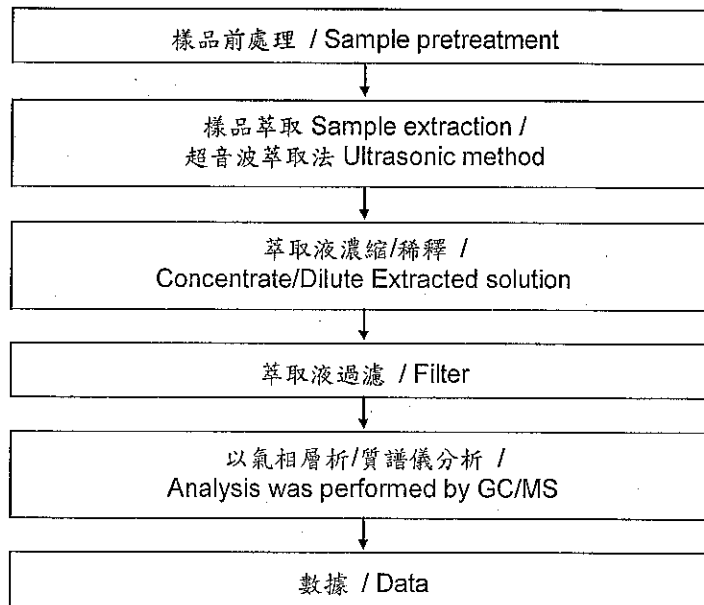 樣品前處理 / Sample pretreatment
樣品萃取 Sample extraction /
超音波萃取法 Ultrasonic method
萃取液濃縮/稀釋 /
Concentrate/Dilute Extracted solution
萃取液過濾 / Filter
以氣相層析/質譜儀分析 /
Analysis was performed by GC/MS
數據 / Data